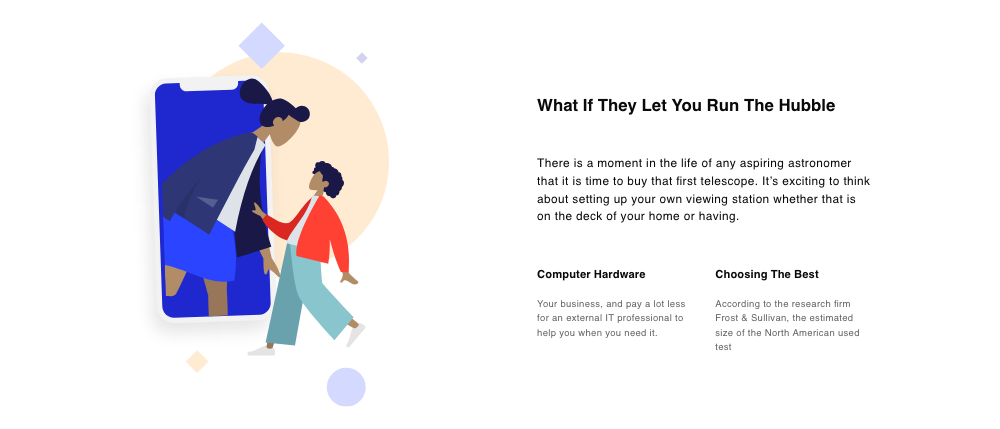 What If They Let You Run The Hubble
There is a moment in the life of any aspiring astronomer
that it is time to buy that first telescope. It’s exciting to think
about setting up your own viewing station whether that is
on the deck of your home or having.
Computer Hardware
Your business, and pay a lot less
for an external IT professional to
help you when you need it.
Choosing The Best
According to the research firm
Frost & Sullivan, the estimated
size of the North American used
test